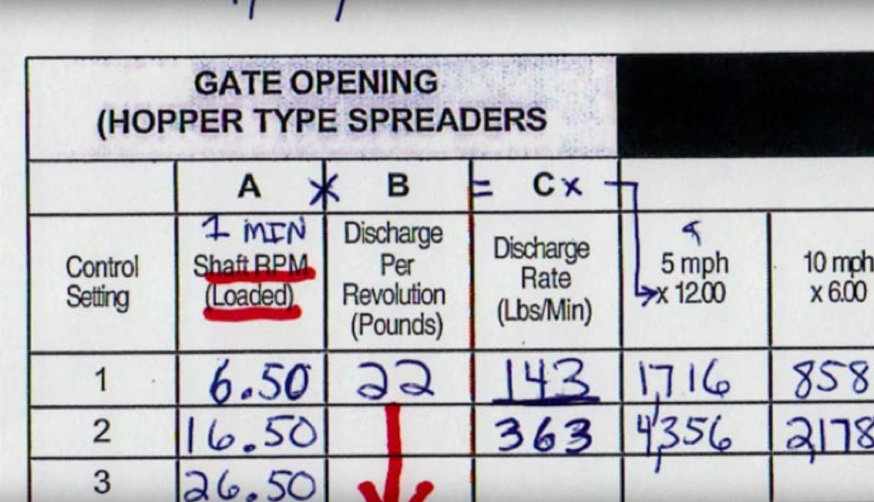 GATE OPENING
(HOPPER TYPE SPREADERS
A x B = C x
Control
Setting
1 MIN
Shaft RPM
(Loaded)
Discharge
Per
Revolution
(Pounds)
Discharge
Rate
(Lbs/Min)
5 mph
x 12.00
10 mph
x 6.00
1 6.50 22 143 1,716 858
2 16.50 363 4,356 2,178
3 26.50